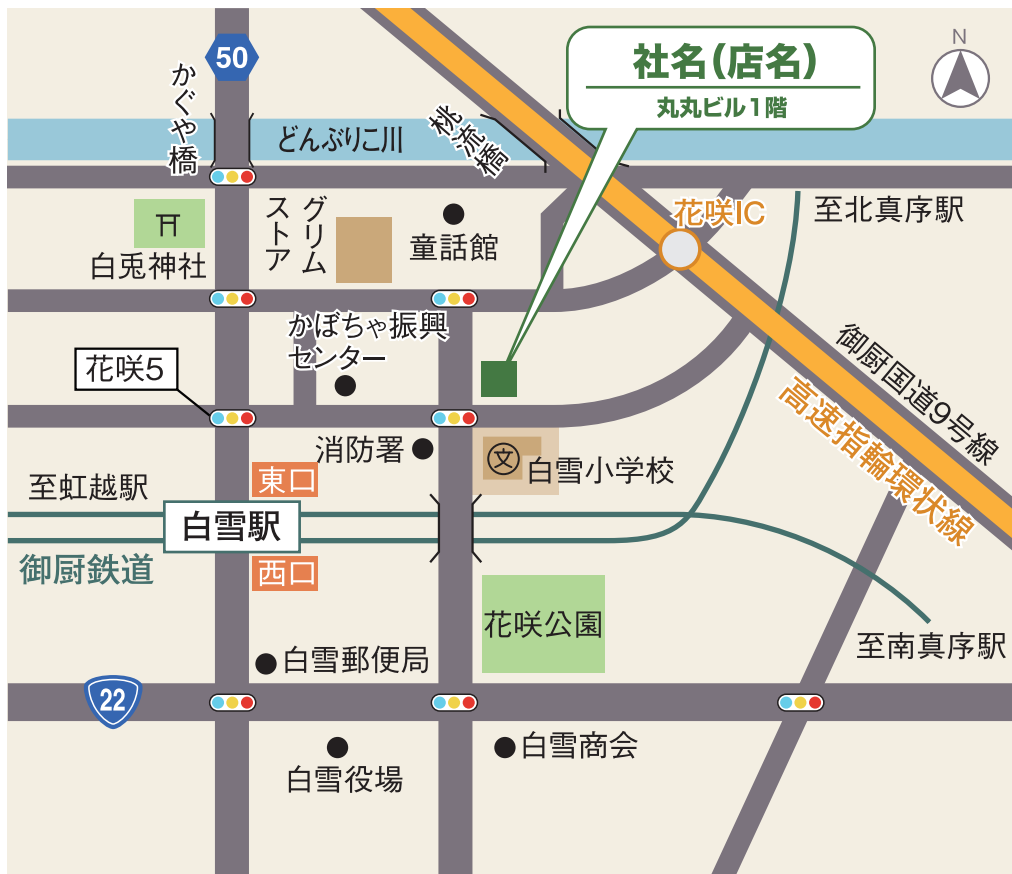 N
社名(店名)
丸丸ビル1階
50
かぐや橋
どんぶりこ川
桃流橋
花咲IC
至北真序駅
白兎神社
グリム
ストア
童話館
かぼちゃ振興
センター
花咲5
御厨国道9号線
高速指輪環状線
消防署
文
白雪小学校
至虹越駅
東口
白雪駅
御厨鉄道
西口
花咲公園
至南真序駅
白雪郵便局
22
白雪役場
白雪商会